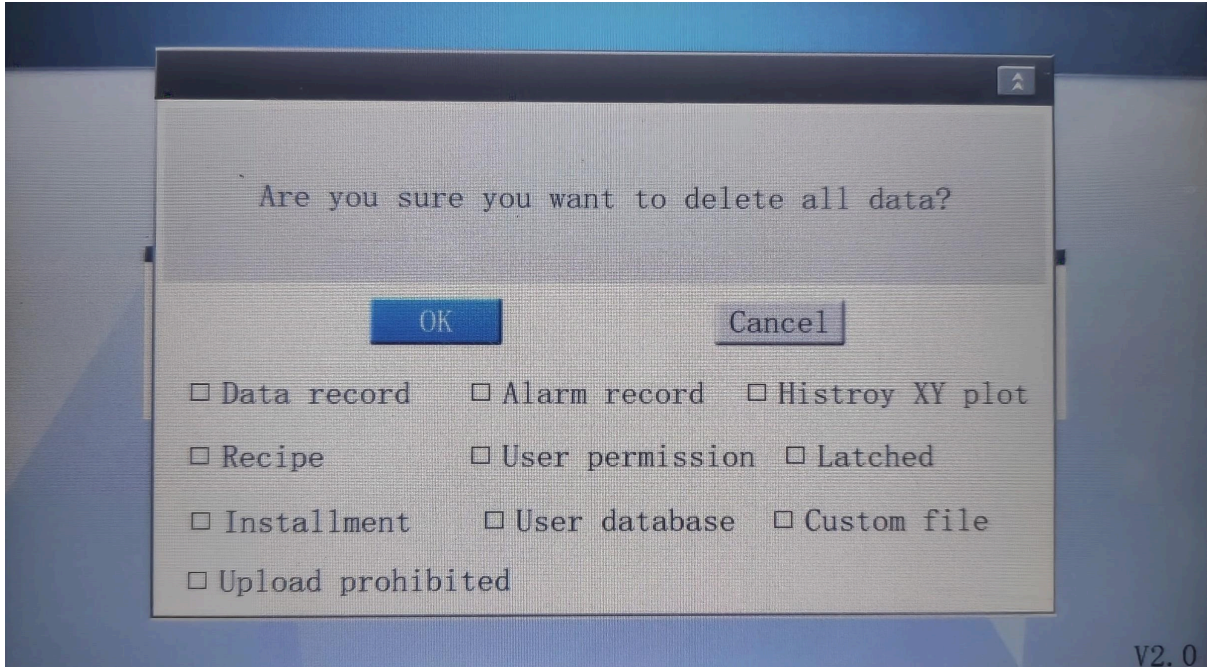 Are you sure you want to delete all data?
OK Cancel
Data record Alarm record Histroy XY plot
Recipe User permission Latched
Installment User database Custom file
Upload prohibited
V2.0